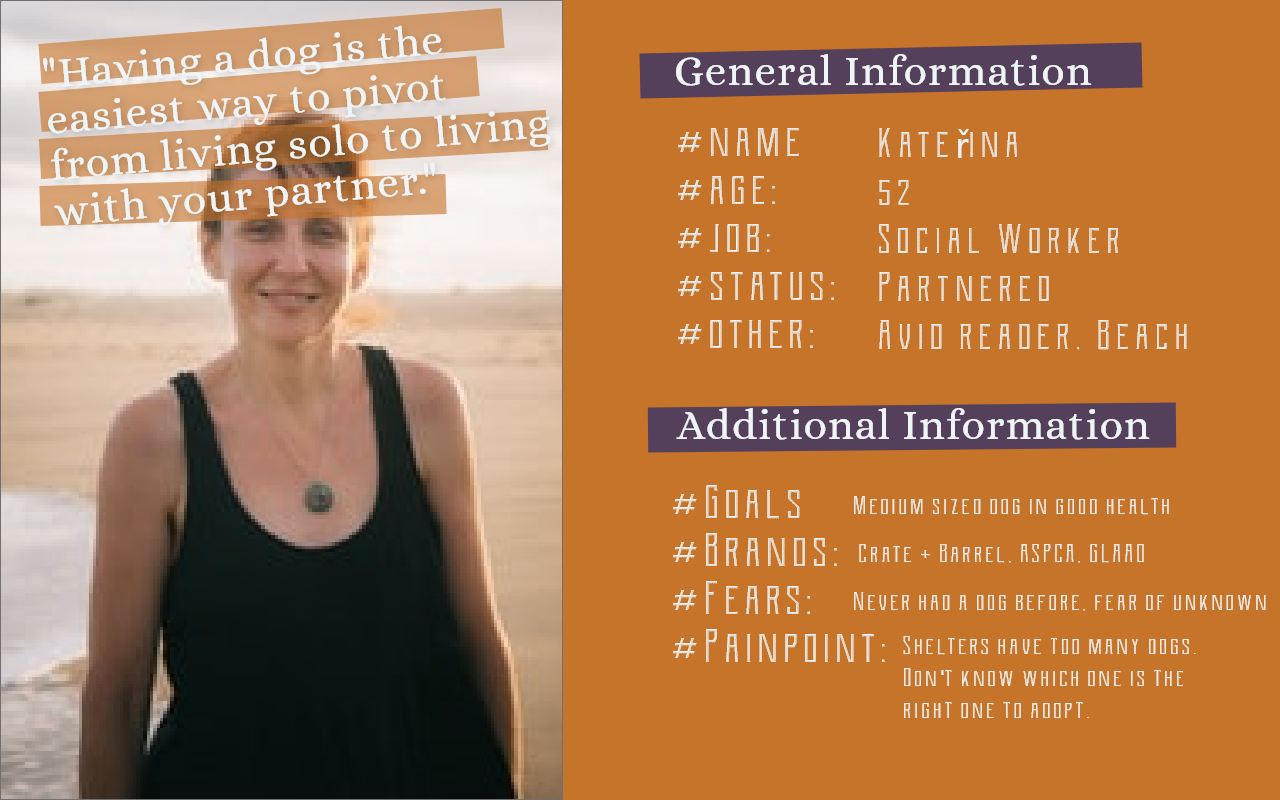 "Having a dog is the
easiest way to pivot
from living solo to living
with your partner."
General Information
#NAME KATEřINA
#AGE: 52
#JOB: SOCIAL WORKER
#STATUS: PARTNERED
#OTHER: AVID READER, BEACH
Additional Information
#GOALS MEDIUM SIZED DOG IN GOOD HEALTH
#BRANDS: CRATE + BARREL, ASPCA, GLAAD
#FEARS: NEVER HAD A DOG BEFORE, FEAR OF UNKNOWN
#PAINPOINT: SHELTERS HAVE TOO MANY DOGS.
DON'T KNOW WHICH ONE IS THE
RIGHT ONE TO ADOPT.